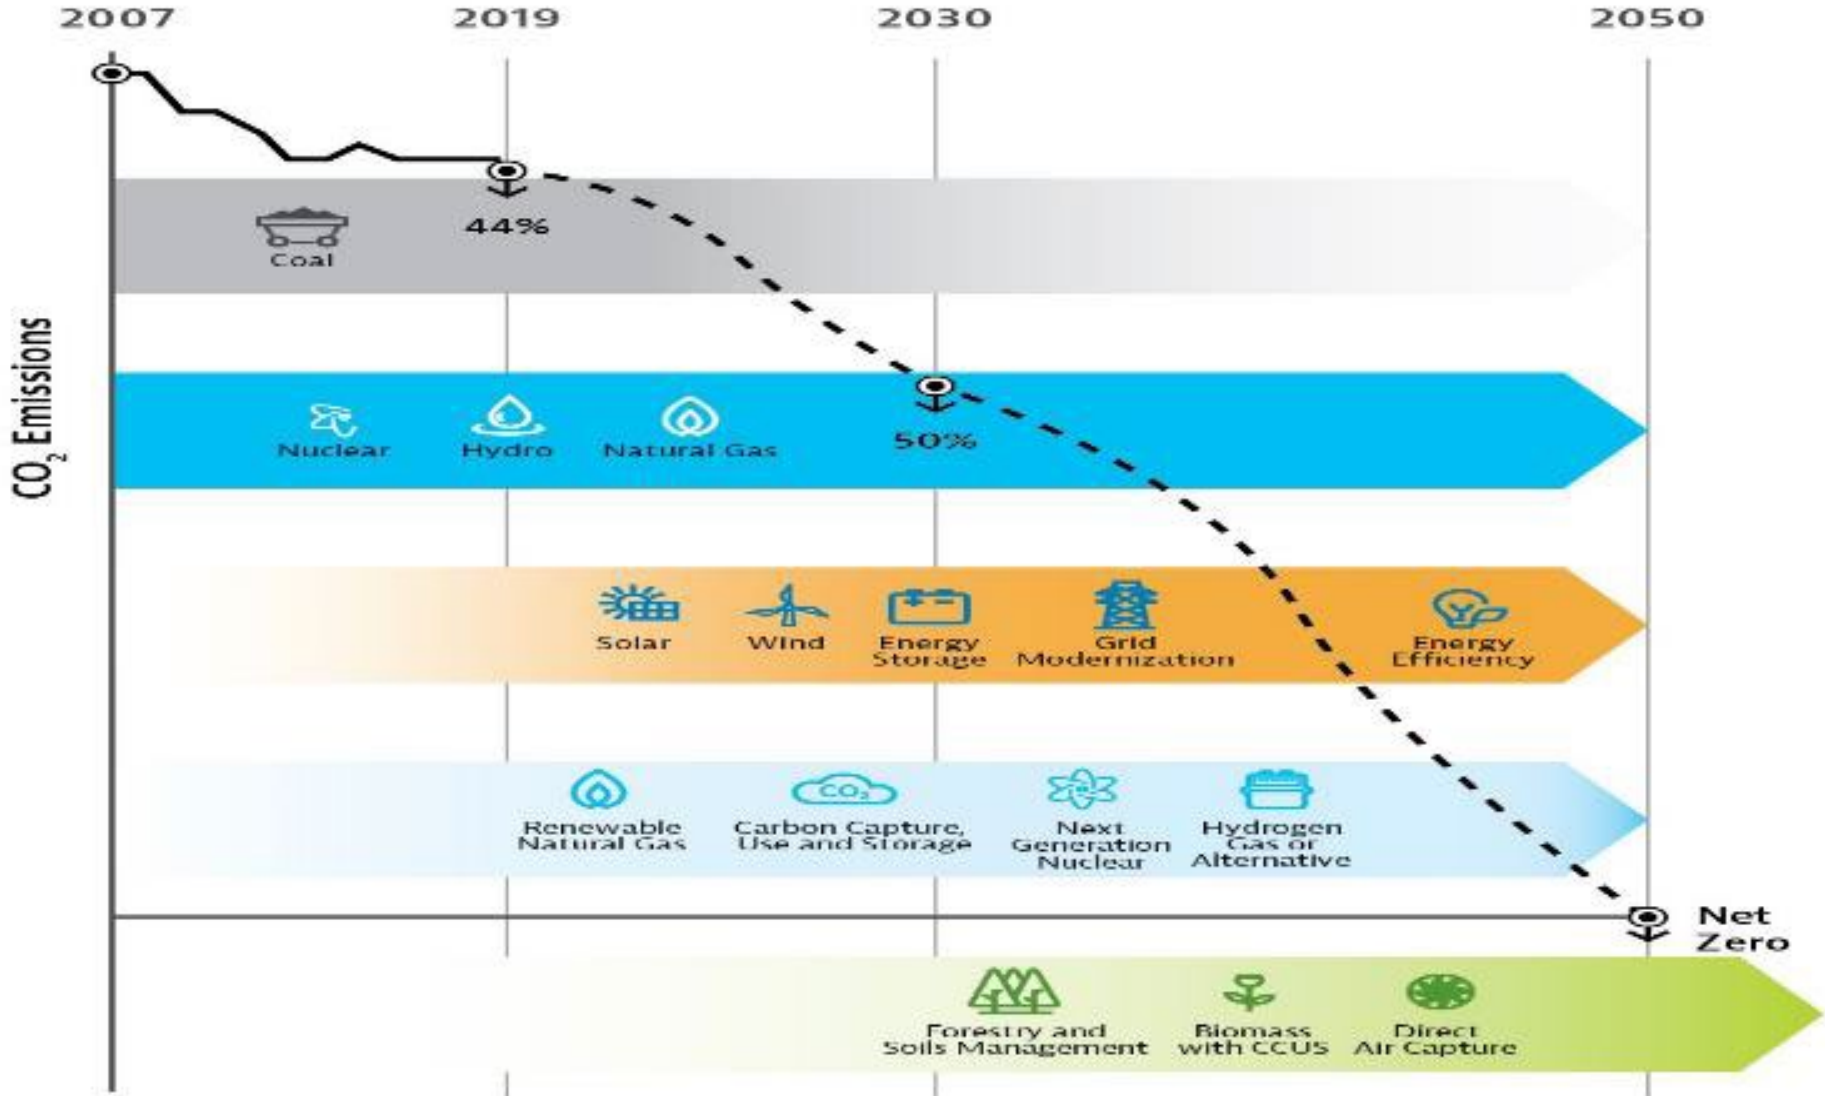 2007 2019 2030 2050
44%
Coal
CO₂ Emissions
Nuclear Hydro Natural Gas
50%
Solar Wind Energy Storage Grid Modernization Energy Efficiency
CO₂
Renewable Natural Gas Carbon Capture, Use and Storage Next Generation Nuclear Hydrogen Gas or Alternative
Net
Zero
Forestry and Soils Management Biomass with CCUS Direct Air Capture